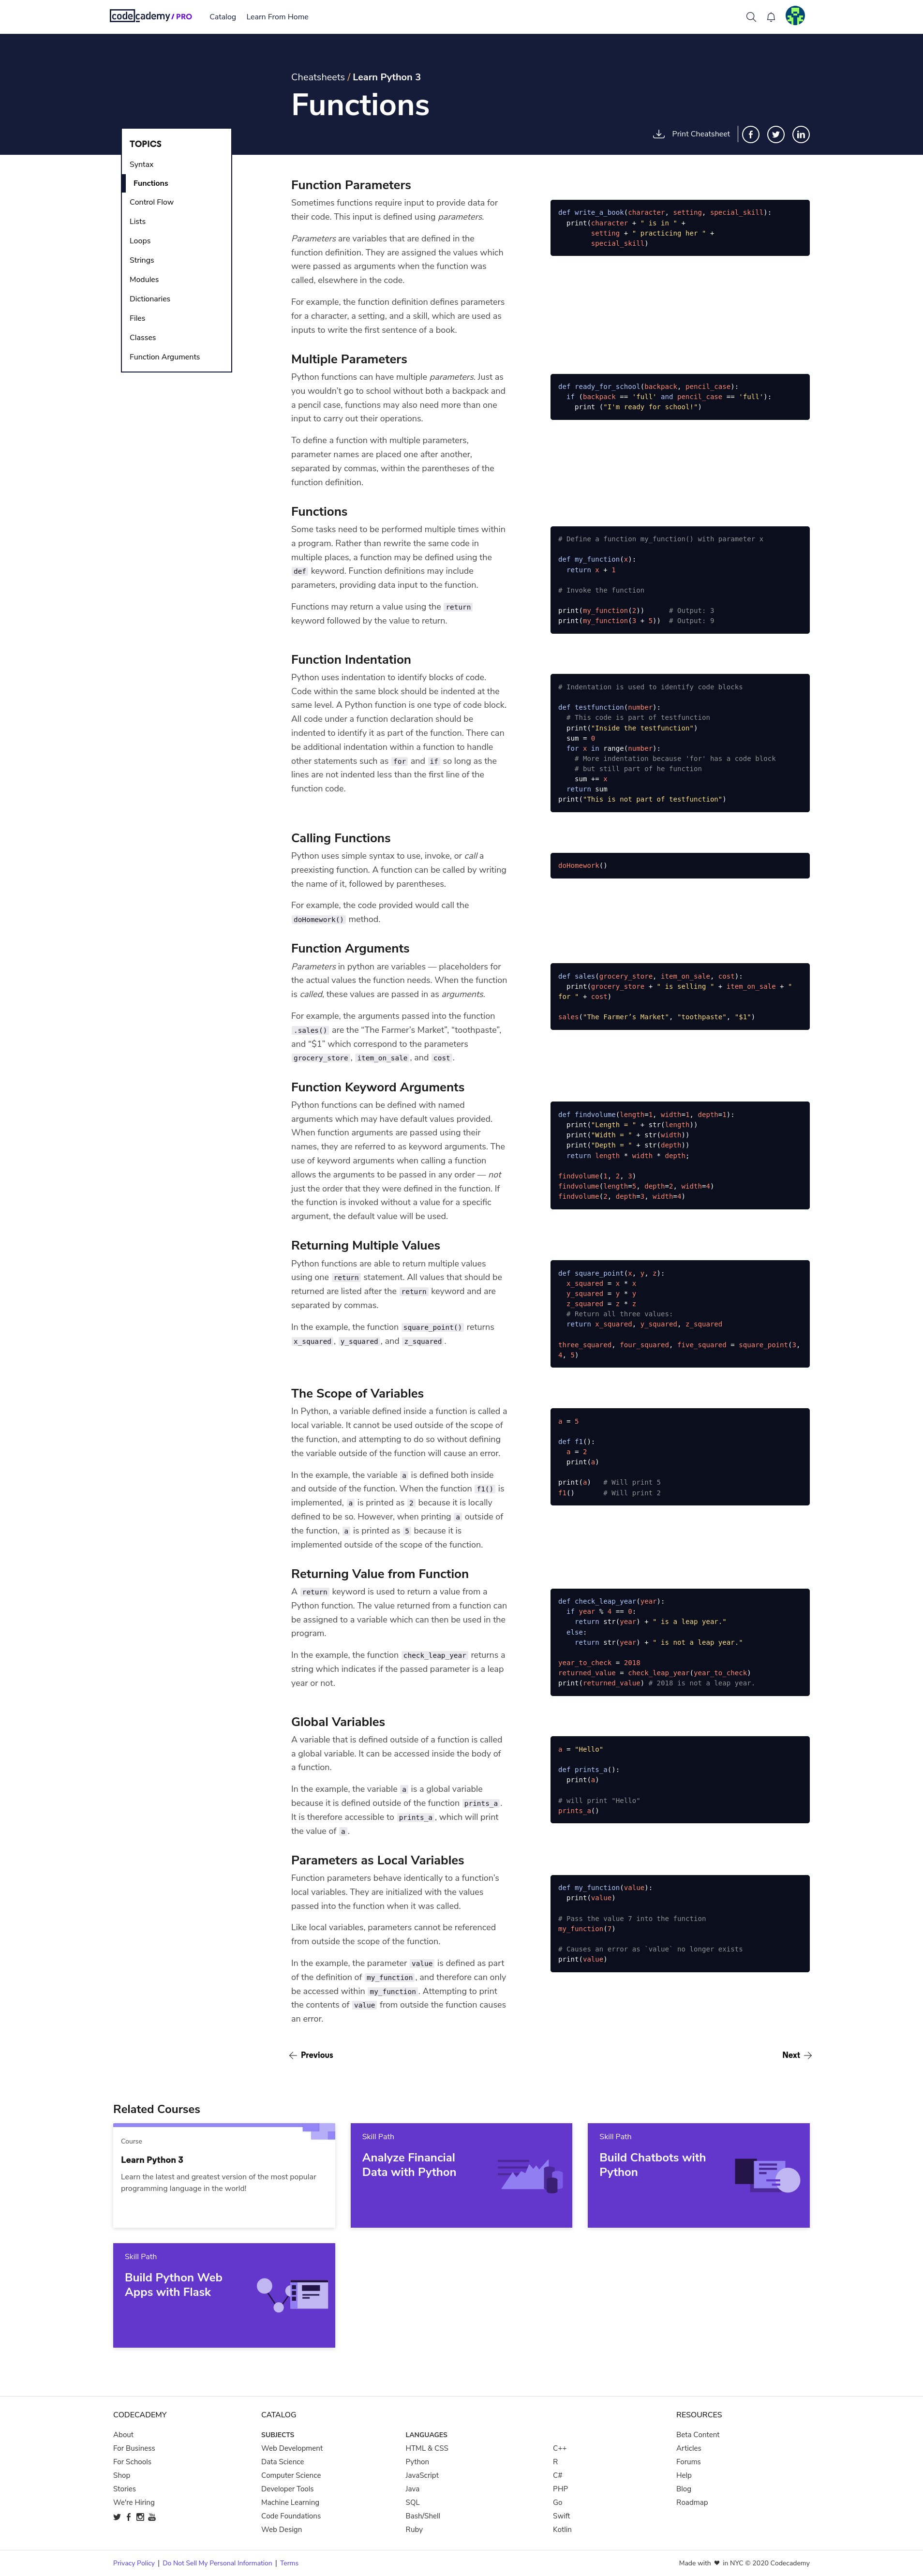 codecademy / PRO
Catalog
Learn From Home
Cheatsheets / Learn Python 3
Functions
Print Cheatsheet
TOPICS
Syntax
Functions
Control Flow
Lists
Loops
Strings
Modules
Dictionaries
Files
Classes
Function Arguments
Function Parameters
Sometimes functions require input to provide data for
their code. This input is defined using parameters.
Parameters are variables that are defined in the
function definition. They are assigned the values which
were passed as arguments when the function was
called, elsewhere in the code.
For example, the function definition defines parameters
for a character, a setting, and a skill, which are used as
inputs to write the first sentence of a book.
def write_a_book(character, setting, special_skill):
  print(character + " is in " +
        setting + " practicing her " +
        special_skill)
Multiple Parameters
Python functions can have multiple parameters. Just as
you wouldn't go to school without both a backpack and
a pencil case, functions may also need more than one
input to carry out their operations.
To define a function with multiple parameters,
parameter names are placed one after another,
separated by commas, within the parentheses of the
function definition.
def ready_for_school(backpack, pencil_case):
  if (backpack == 'full' and pencil_case == 'full'):
    print ("I'm ready for school!")
Functions
Some tasks need to be performed multiple times within
a program. Rather than rewrite the same code in
multiple places, a function may be defined using the
def keyword. Function definitions may include
parameters, providing data input to the function.
Functions may return a value using the return
keyword followed by the value to return.
# Define a function my_function() with parameter x
def my_function(x):
  return x + 1
# Invoke the function
print(my_function(2))      # Output: 3
print(my_function(3 + 5))  # Output: 9
Function Indentation
Python uses indentation to identify blocks of code.
Code within the same block should be indented at the
same level. A Python function is one type of code block.
All code under a function declaration should be
indented to identify it as part of the function. There can
be additional indentation within a function to handle
other statements such as for and if so long as the
lines are not indented less than the first line of the
function code.
# Indentation is used to identify code blocks
def testfunction(number):
  # This code is part of testfunction
  print("Inside the testfunction")
  sum = 0
  for x in range(number):
    # More indentation because 'for' has a code block
    # but still part of he function
    sum += x
  return sum
print("This is not part of testfunction")
Calling Functions
Python uses simple syntax to use, invoke, or call a
preexisting function. A function can be called by writing
the name of it, followed by parentheses.
For example, the code provided would call the
doHomework() method.
doHomework()
Function Arguments
Parameters in python are variables — placeholders for
the actual values the function needs. When the function
is called, these values are passed in as arguments.
For example, the arguments passed into the function
.sales() are the “The Farmer’s Market”, “toothpaste”,
and “$1” which correspond to the parameters
grocery_store, item_on_sale, and cost.
def sales(grocery_store, item_on_sale, cost):
  print(grocery_store + " is selling " + item_on_sale + "
for " + cost)
sales("The Farmer’s Market", "toothpaste", "$1")
Function Keyword Arguments
Python functions can be defined with named
arguments which may have default values provided.
When function arguments are passed using their
names, they are referred to as keyword arguments. The
use of keyword arguments when calling a function
allows the arguments to be passed in any order — not
just the order that they were defined in the function. If
the function is invoked without a value for a specific
argument, the default value will be used.
def findvolume(length=1, width=1, depth=1):
  print("Length = " + str(length))
  print("Width = " + str(width))
  print("Depth = " + str(depth))
  return length * width * depth;
findvolume(1, 2, 3)
findvolume(length=5, depth=2, width=4)
findvolume(2, depth=3, width=4)
Returning Multiple Values
Python functions are able to return multiple values
using one return statement. All values that should be
returned are listed after the return keyword and are
separated by commas.
In the example, the function square_point() returns
x_squared, y_squared, and z_squared.
def square_point(x, y, z):
  x_squared = x * x
  y_squared = y * y
  z_squared = z * z
  # Return all three values:
  return x_squared, y_squared, z_squared
three_squared, four_squared, five_squared = square_point(3,
4, 5)
The Scope of Variables
In Python, a variable defined inside a function is called a
local variable. It cannot be used outside of the scope of
the function, and attempting to do so without defining
the variable outside of the function will cause an error.
In the example, the variable a is defined both inside
and outside of the function. When the function f1() is
implemented, a is printed as 2 because it is locally
defined to be so. However, when printing a outside of
the function, a is printed as 5 because it is
implemented outside of the scope of the function.
a = 5
def f1():
  a = 2
  print(a)
print(a)   # Will print 5
f1()       # Will print 2
Returning Value from Function
A return keyword is used to return a value from a
Python function. The value returned from a function can
be assigned to a variable which can then be used in the
program.
In the example, the function check_leap_year returns a
string which indicates if the passed parameter is a leap
year or not.
def check_leap_year(year):
  if year % 4 == 0:
    return str(year) + " is a leap year."
  else:
    return str(year) + " is not a leap year."
year_to_check = 2018
returned_value = check_leap_year(year_to_check)
print(returned_value) # 2018 is not a leap year.
Global Variables
A variable that is defined outside of a function is called
a global variable. It can be accessed inside the body of
a function.
In the example, the variable a is a global variable
because it is defined outside of the function prints_a.
It is therefore accessible to prints_a, which will print
the value of a.
a = "Hello"
def prints_a():
  print(a)
# will print "Hello"
prints_a()
Parameters as Local Variables
Function parameters behave identically to a function's
local variables. They are initialized with the values
passed into the function when it was called.
Like local variables, parameters cannot be referenced
from outside the scope of the function.
In the example, the parameter value is defined as part
of the definition of my_function, and therefore can only
be accessed within my_function. Attempting to print
the contents of value from outside the function causes
an error.
def my_function(value):
  print(value)
# Pass the value 7 into the function
my_function(7)
# Causes an error as `value` no longer exists
print(value)
Previous
Next
Related Courses
Course
Learn Python 3
Learn the latest and greatest version of the most popular
programming language in the world!
Skill Path
Analyze Financial
Data with Python
Skill Path
Build Chatbots with
Python
Skill Path
Build Python Web
Apps with Flask
CODECADEMY
About
For Business
For Schools
Shop
Stories
We're Hiring
CATALOG
SUBJECTS
Web Development
Data Science
Computer Science
Developer Tools
Machine Learning
Code Foundations
Web Design
LANGUAGES
HTML & CSS
Python
JavaScript
Java
SQL
Bash/Shell
Ruby
C++
R
C#
PHP
Go
Swift
Kotlin
RESOURCES
Beta Content
Articles
Forums
Help
Blog
Roadmap
Privacy Policy | Do Not Sell My Personal Information | Terms
Made with ❤ in NYC © 2020 Codecademy